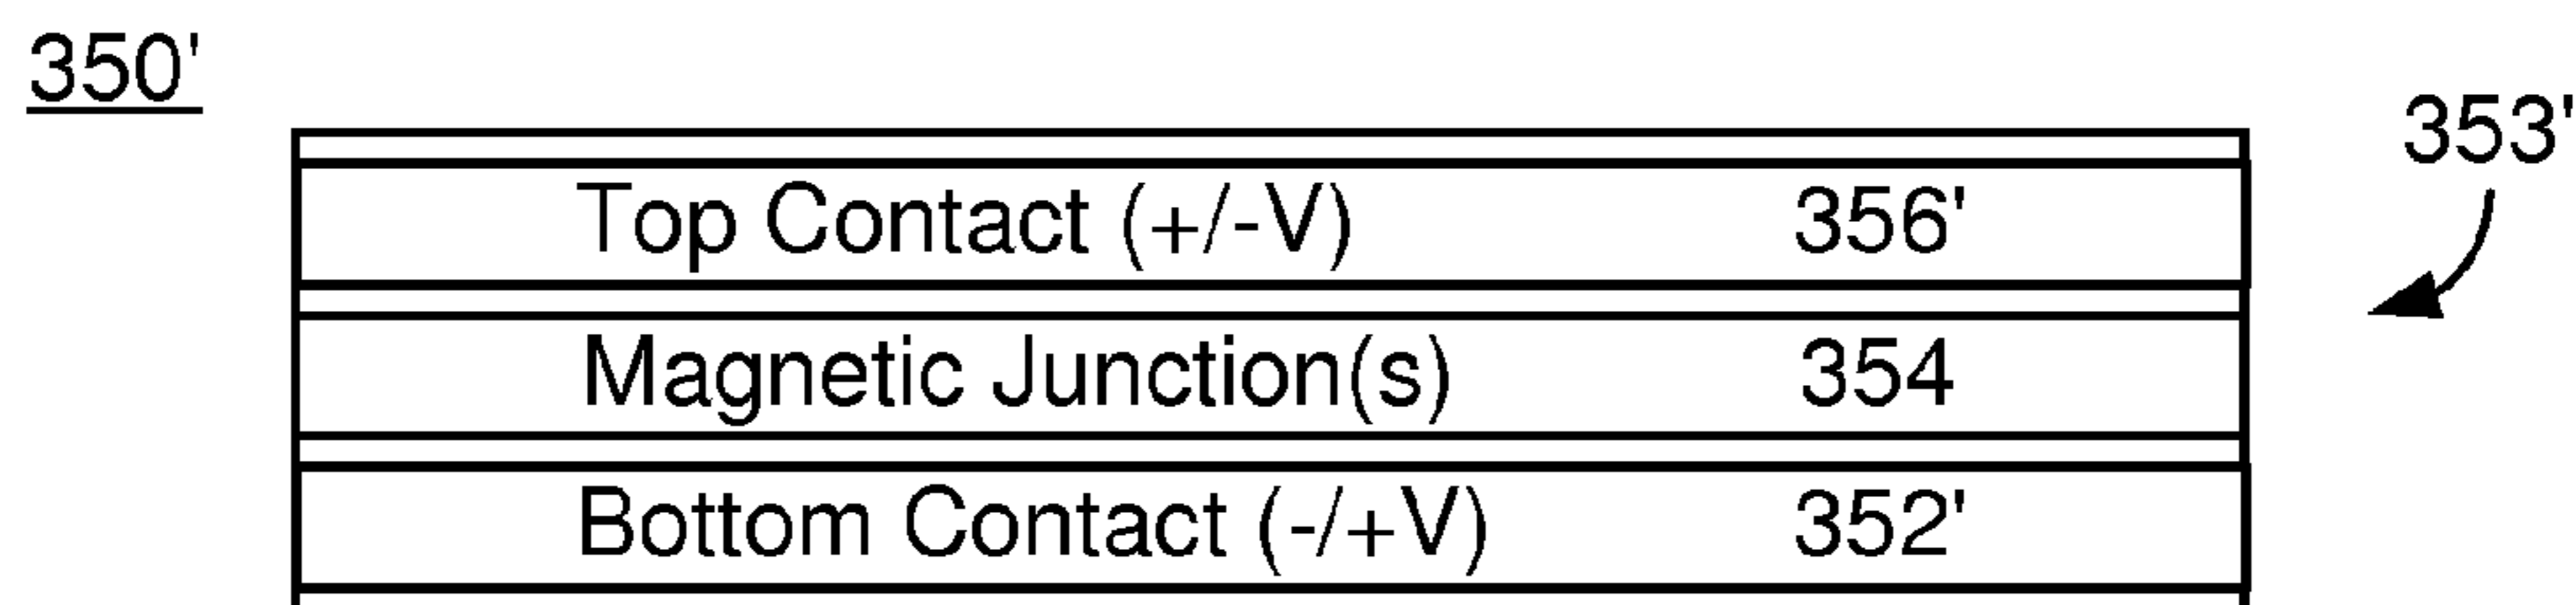 350'
353'
Top Contact (+/-V) 356'
Magnetic Junction(s) 354
Bottom Contact (-/+V) 352'